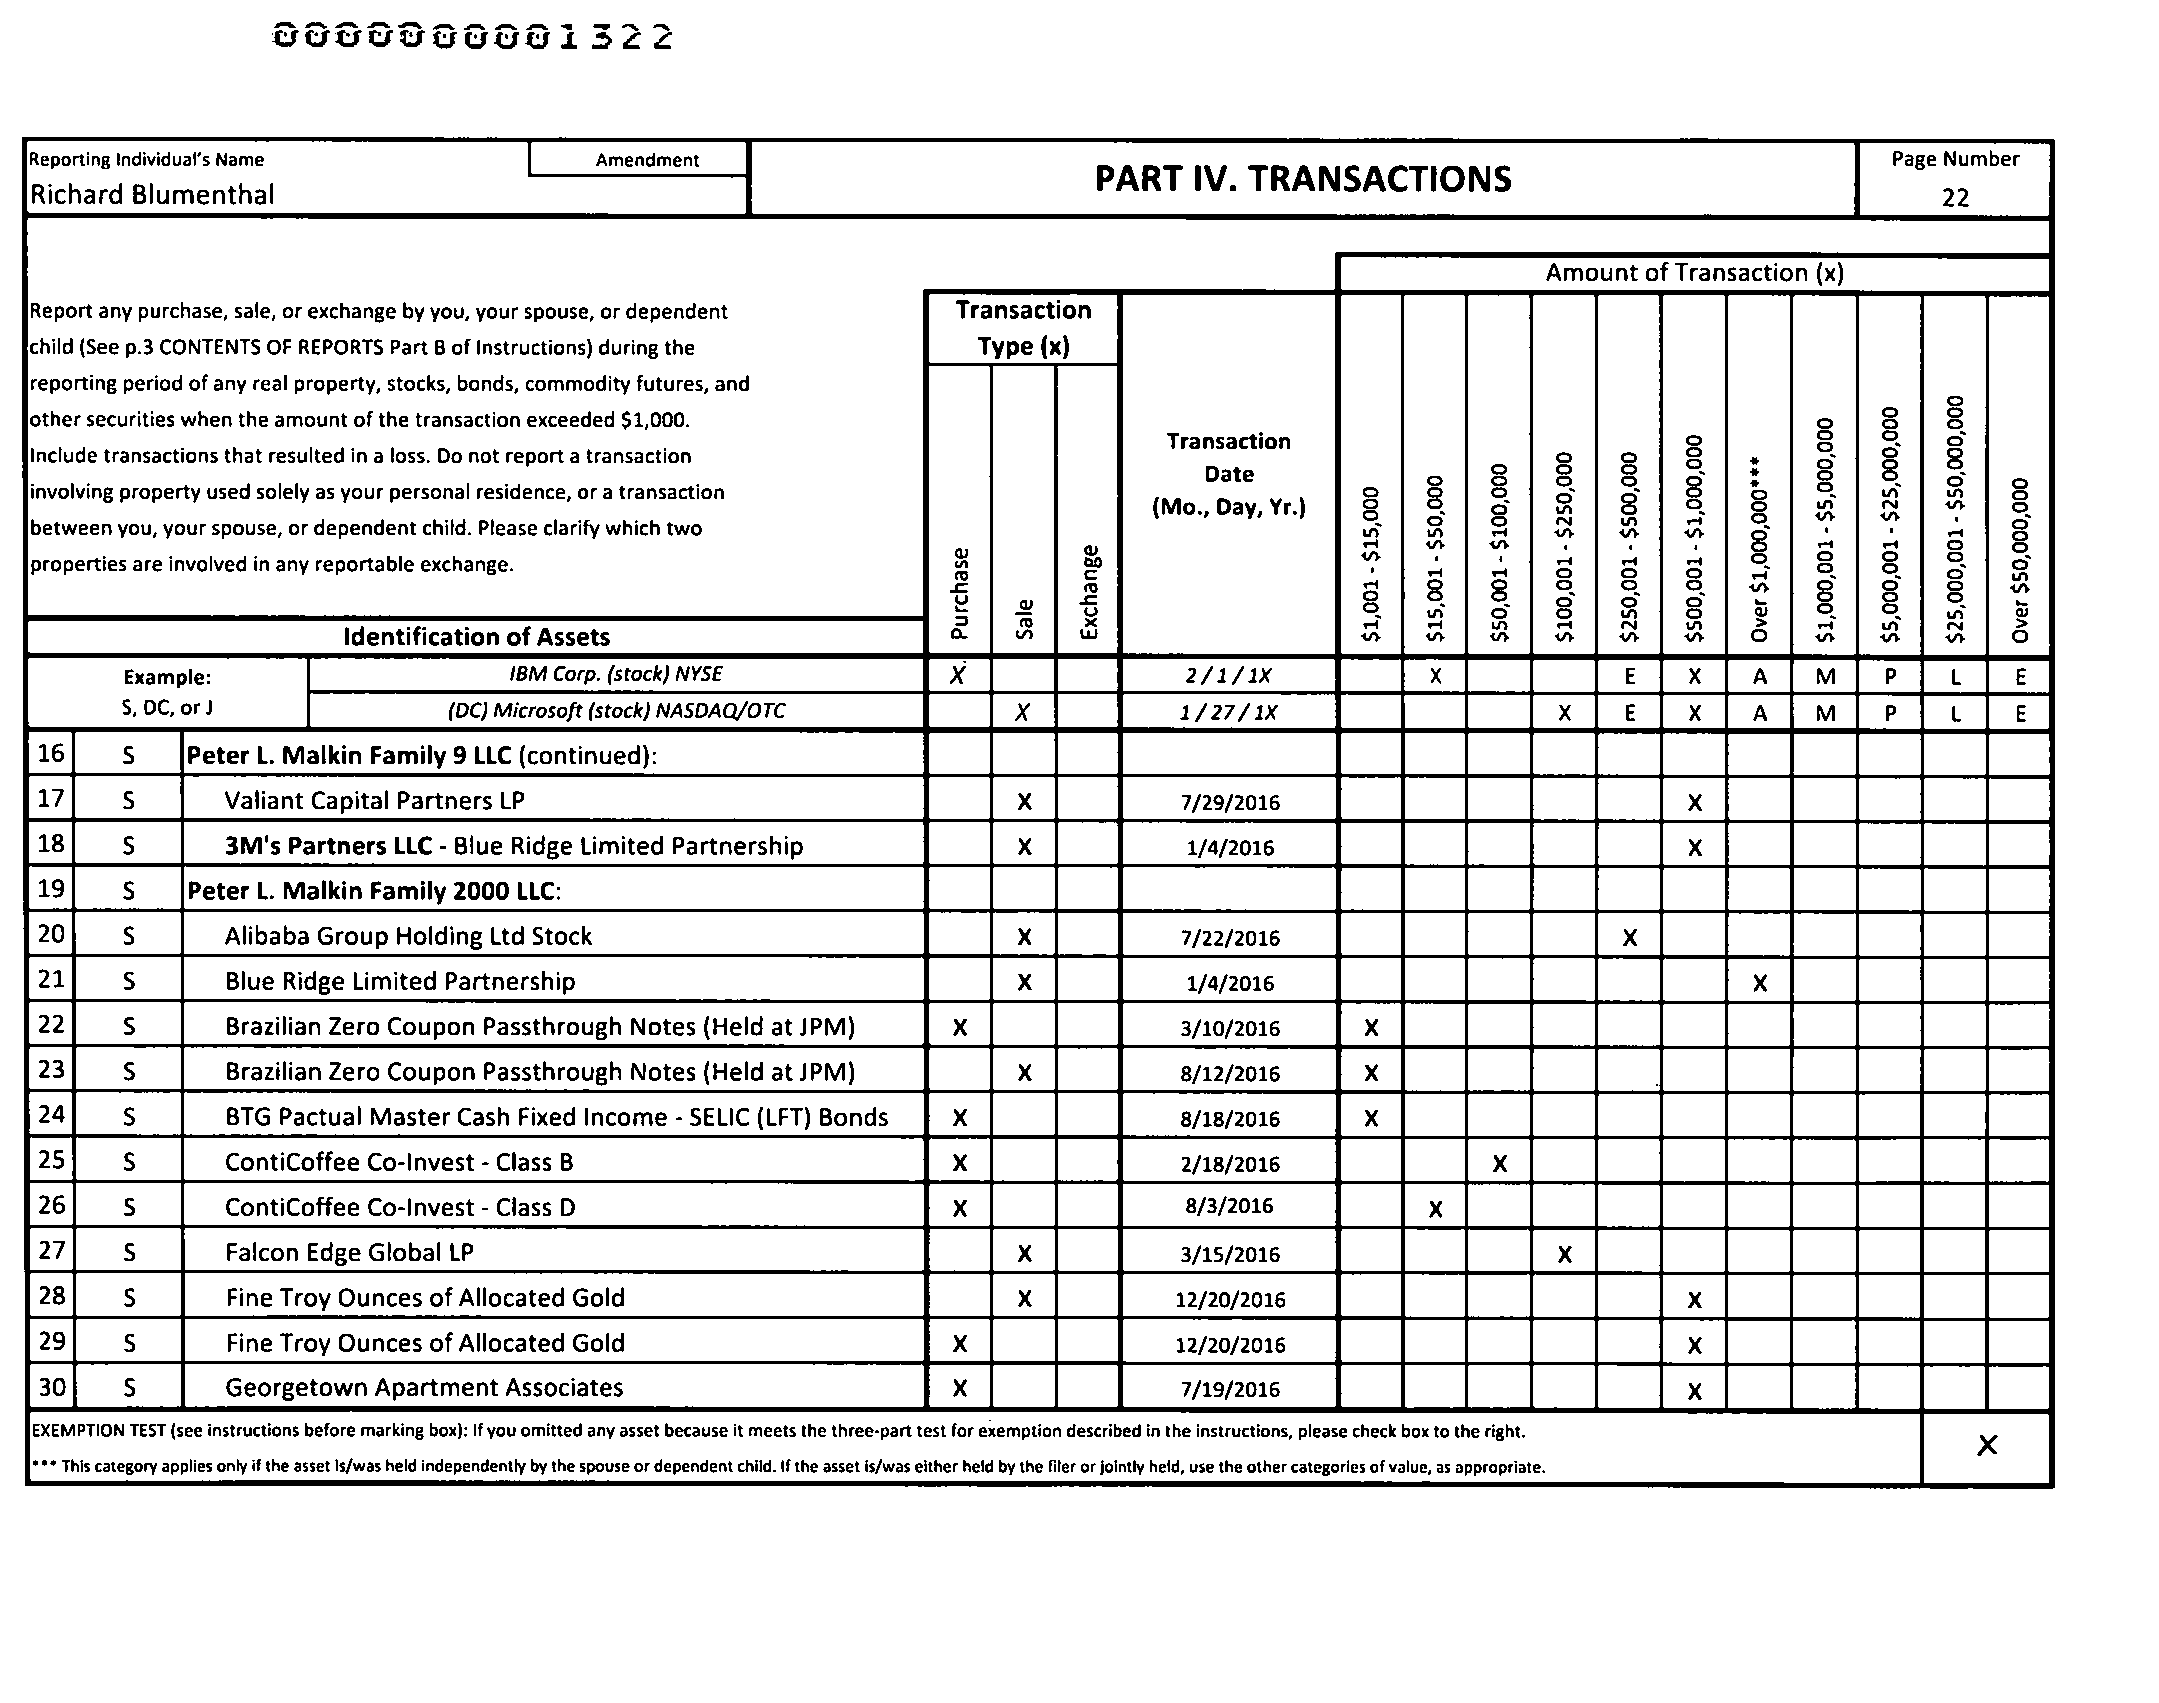 0000000001322
Reporting Individual's Name
Amendment
Richard Blumenthal
PART IV. TRANSACTIONS
Page Number
22
Report any purchase, sale, or exchange by you, your spouse, or dependent
child (See p.3 CONTENTS OF REPORTS Part B of Instructions) during the
reporting period of any real property, stocks, bonds, commodity futures, and
other securities when the amount of the transaction exceeded $1,000.
Include transactions that resulted in a loss. Do not report a transaction
involving property used solely as your personal residence, or a transaction
between you, your spouse, or dependent child. Please clarify which two
properties are involved in any reportable exchange.
Identification of Assets
Transaction
Type (x)
Purchase
Sale
Exchange
Transaction
Date
(Mo., Day, Yr.)
Amount of Transaction (x)
$1,001 - $15,000
$15,001 - $50,000
$50,001 - $100,000
$100,001 - $250,000
$250,001 - $500,000
$500,001 - $1,000,000
Over $1,000,000***
$1,000,001 - $5,000,000
$5,000,001 - $25,000,000
$25,000,001 - $50,000,000
Over $50,000,000
Example:
S, DC, or J
IBM Corp. (stock) NYSE X 2 / 1 / 1X X E X A M P L E
(DC) Microsoft (stock) NASDAQ/OTC X 1 / 27 / 1X X E X A M P L E
16 S Peter L. Malkin Family 9 LLC (continued):
17 S Valiant Capital Partners LP X 7/29/2016 X
18 S 3M's Partners LLC - Blue Ridge Limited Partnership X 1/4/2016 X
19 S Peter L. Malkin Family 2000 LLC:
20 S Alibaba Group Holding Ltd Stock X 7/22/2016 X
21 S Blue Ridge Limited Partnership X 1/4/2016 X
22 S Brazilian Zero Coupon Passthrough Notes (Held at JPM) X 3/10/2016 X
23 S Brazilian Zero Coupon Passthrough Notes (Held at JPM) X 8/12/2016 X
24 S BTG Pactual Master Cash Fixed Income - SELIC (LFT) Bonds X 8/18/2016 X
25 S ContiCoffee Co-Invest - Class B X 2/18/2016 X
26 S ContiCoffee Co-Invest - Class D X 8/3/2016 X
27 S Falcon Edge Global LP X 3/15/2016 X
28 S Fine Troy Ounces of Allocated Gold X 12/20/2016 X
29 S Fine Troy Ounces of Allocated Gold X 12/20/2016 X
30 S Georgetown Apartment Associates X 7/19/2016 X
EXEMPTION TEST (see instructions before marking box): If you omitted any asset because it meets the three-part test for exemption described in the instructions, please check box to the right.
X
*** This category applies only if the asset is/was held independently by the spouse or dependent child. If the asset is/was either held by the filer or jointly held, use the other categories of value, as appropriate.